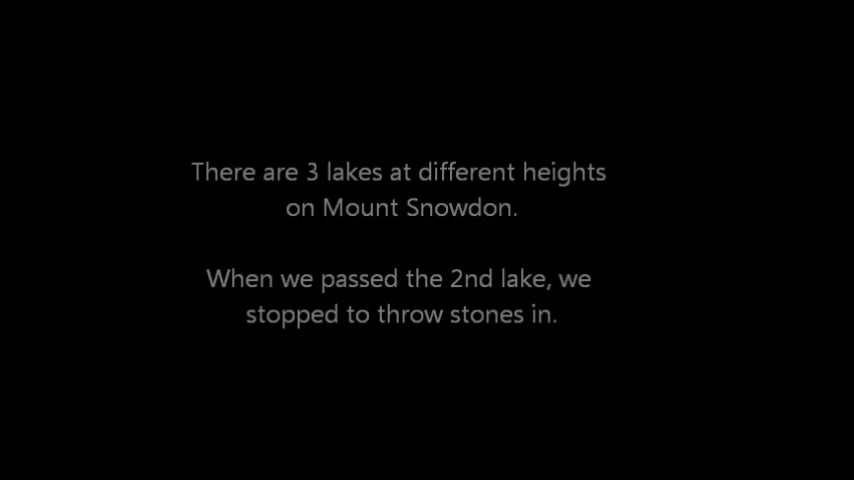 There are 3 lakes at different heights
on Mount Snowdon.
When we passed the 2nd lake, we
stopped to throw stones in.